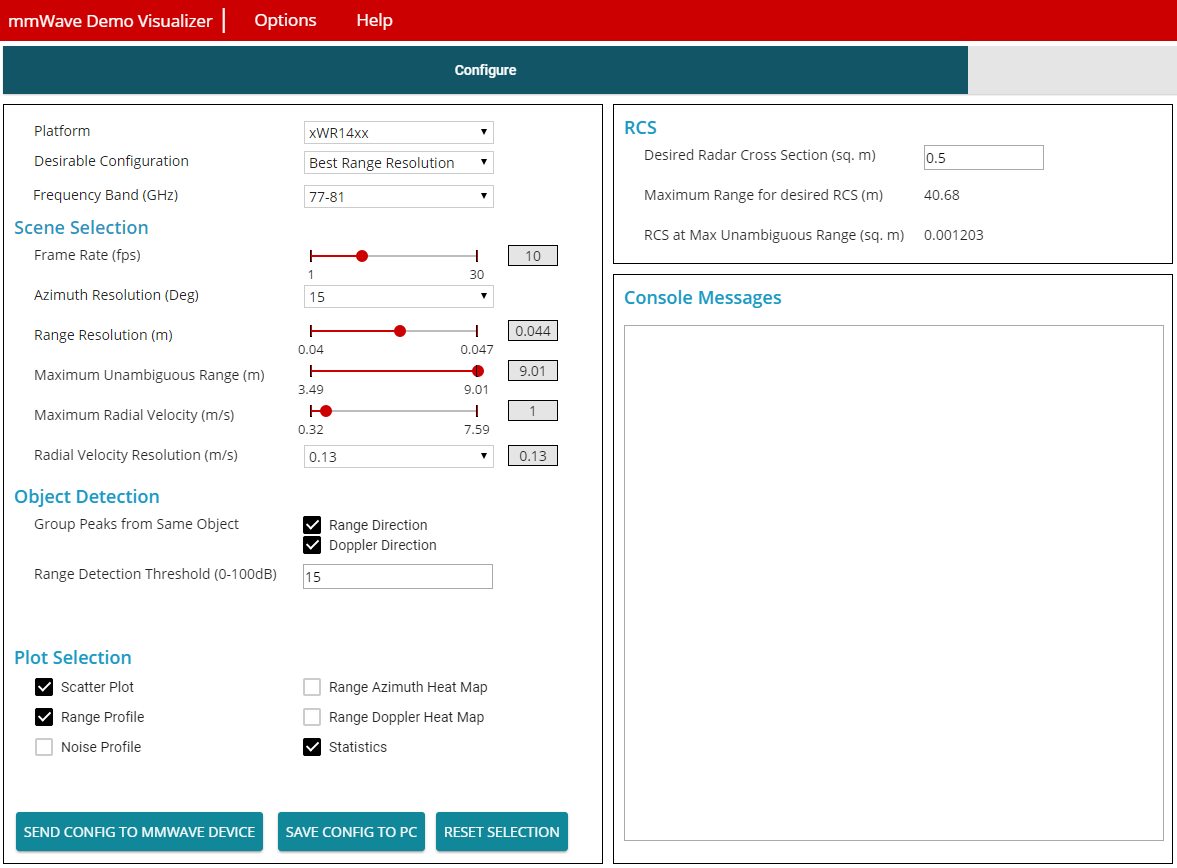 mmWave Demo Visualizer | Options Help
Configure
Platform xWR14xx
Desirable Configuration Best Range Resolution
Frequency Band (GHz) 77-81
Scene Selection
Frame Rate (fps) 10
1 30
Azimuth Resolution (Deg) 15
Range Resolution (m) 0.044
0.04 0.047
Maximum Unambiguous Range (m) 9.01
3.49 9.01
Maximum Radial Velocity (m/s) 1
0.32 7.59
Radial Velocity Resolution (m/s) 0.13 0.13
Object Detection
Group Peaks from Same Object Range Direction
Doppler Direction
Range Detection Threshold (0-100dB) 15
Plot Selection
Scatter Plot Range Azimuth Heat Map
Range Profile Range Doppler Heat Map
Noise Profile Statistics
SEND CONFIG TO MMWAVE DEVICE SAVE CONFIG TO PC RESET SELECTION
RCS
Desired Radar Cross Section (sq. m) 0.5
Maximum Range for desired RCS (m) 40.68
RCS at Max Unambiguous Range (sq. m) 0.001203
Console Messages